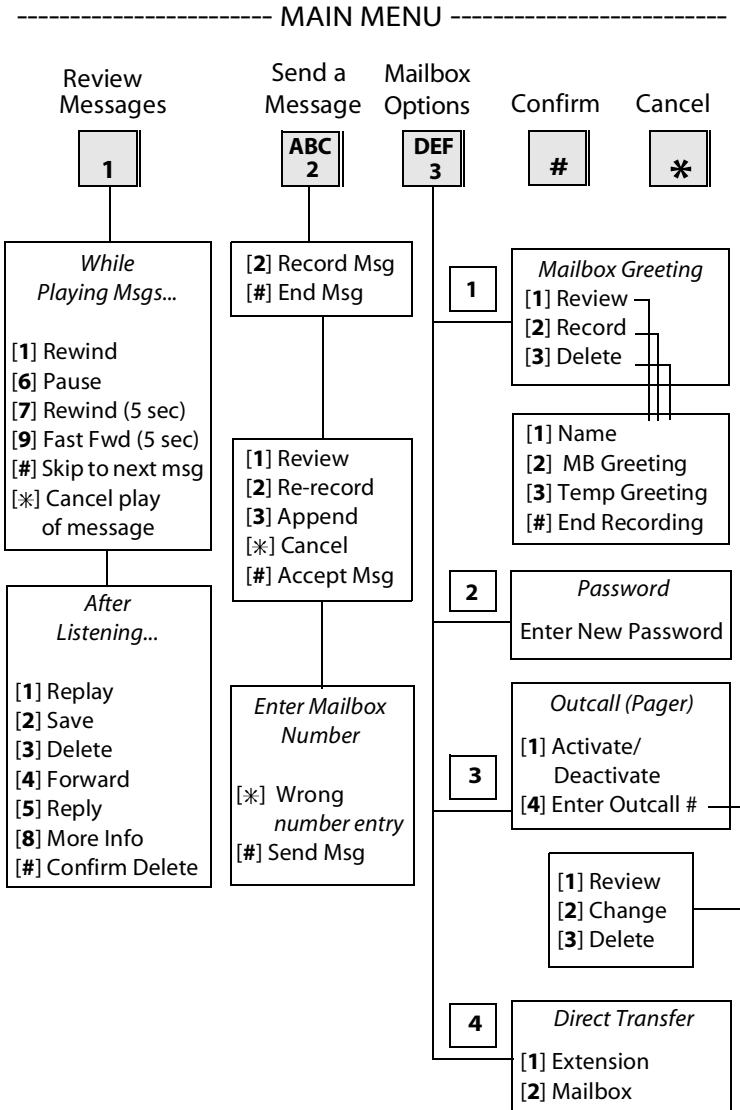 ------------------------ MAIN MENU --------------------------
Review
Messages
1
Send a
Message
ABC
2
Mailbox
Options
DEF
3
Confirm
#
Cancel
*
While
Playing Msgs...
[1] Rewind
[6] Pause
[7] Rewind (5 sec)
[9] Fast Fwd (5 sec)
[#] Skip to next msg
[*] Cancel play
of message
After
Listening...
[1] Replay
[2] Save
[3] Delete
[4] Forward
[5] Reply
[8] More Info
[#] Confirm Delete
[2] Record Msg
[#] End Msg
[1] Review
[2] Re-record
[3] Append
[*] Cancel
[#] Accept Msg
Enter Mailbox
Number
[*] Wrong
number entry
[#] Send Msg
1
Mailbox Greeting
[1] Review
[2] Record
[3] Delete
[1] Name
[2] MB Greeting
[3] Temp Greeting
[#] End Recording
2
Password
Enter New Password
3
Outcall (Pager)
[1] Activate/
Deactivate
[4] Enter Outcall #
[1] Review
[2] Change
[3] Delete
4
Direct Transfer
[1] Extension
[2] Mailbox